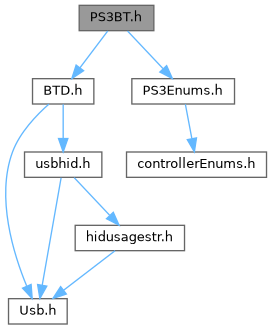 PS3BT.h
BTD.h
PS3Enums.h
usbhid.h
controllerEnums.h
hidusagestr.h
Usb.h